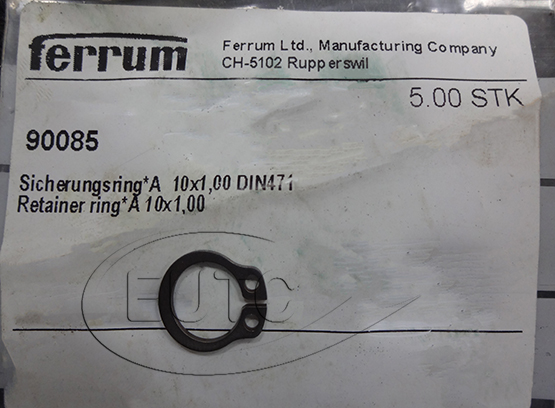 ferrum
Ferrum Ltd., Manufacturing Company
CH-5102 Rupperswil
5.00 STK
90085
Sicherungsring*A 10x1,00 DIN471
Retainer ring*A 10x1,00
EUTC